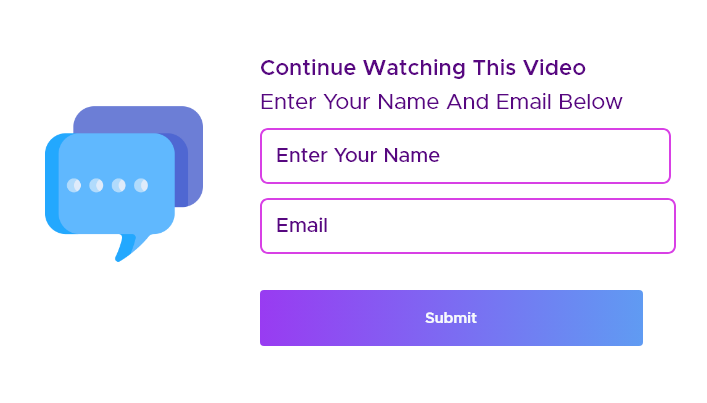 Continue Watching This Video
Enter Your Name And Email Below
Enter Your Name
Email
Submit